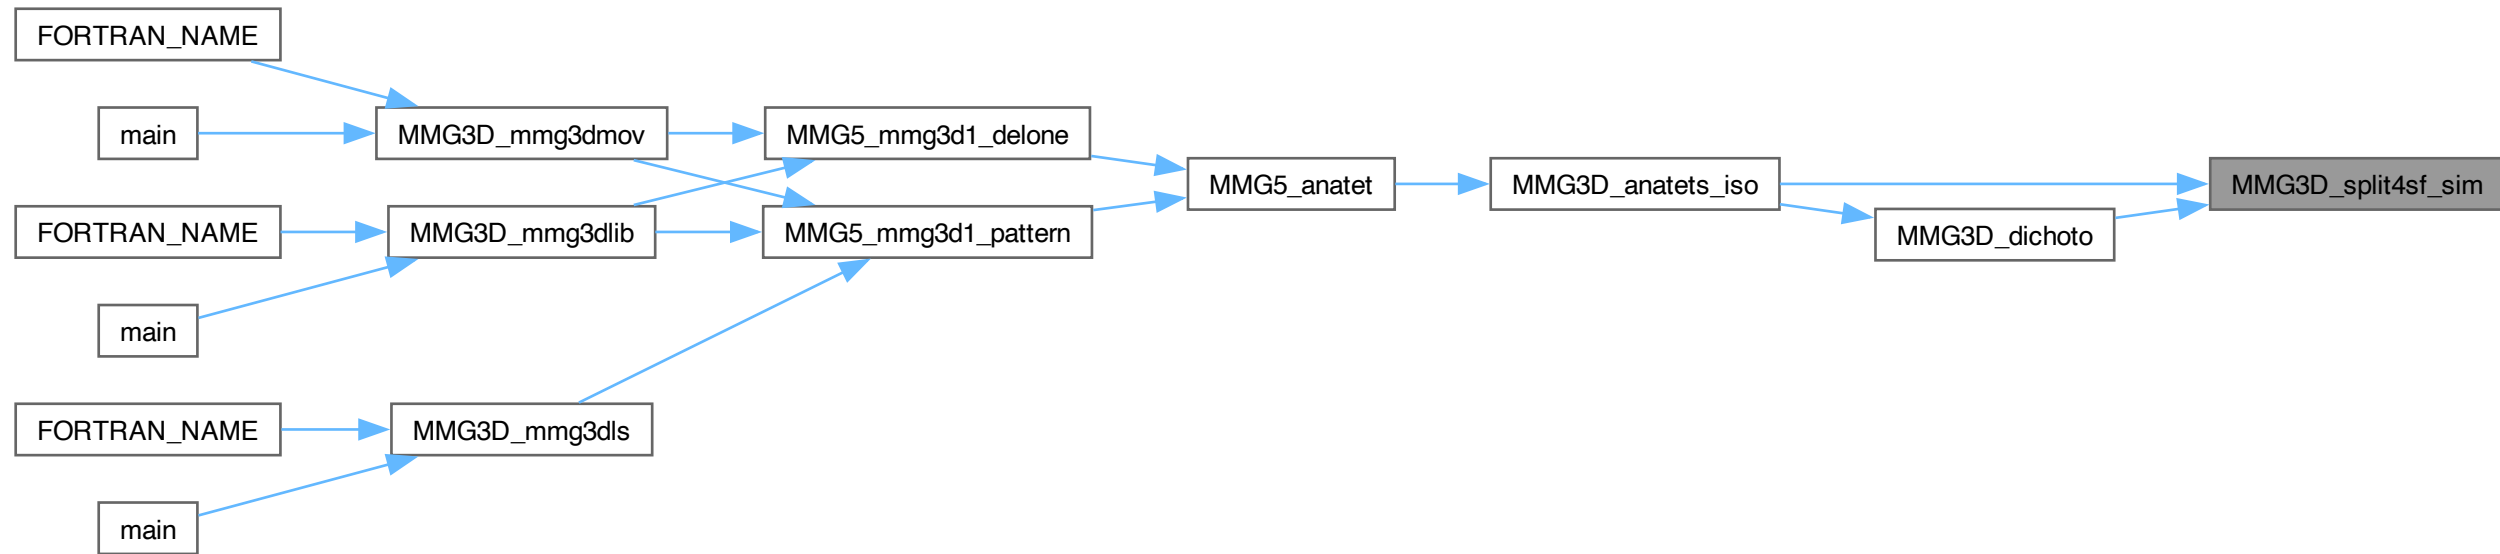 FORTRAN_NAME
main
MMG3D_mmg3dmov
MMG5_mmg3d1_delone
MMG5_anatet
MMG3D_anatets_iso
MMG3D_split4sf_sim
FORTRAN_NAME
MMG3D_mmg3dlib
MMG5_mmg3d1_pattern
MMG3D_dichoto
main
FORTRAN_NAME
MMG3D_mmg3dls
main